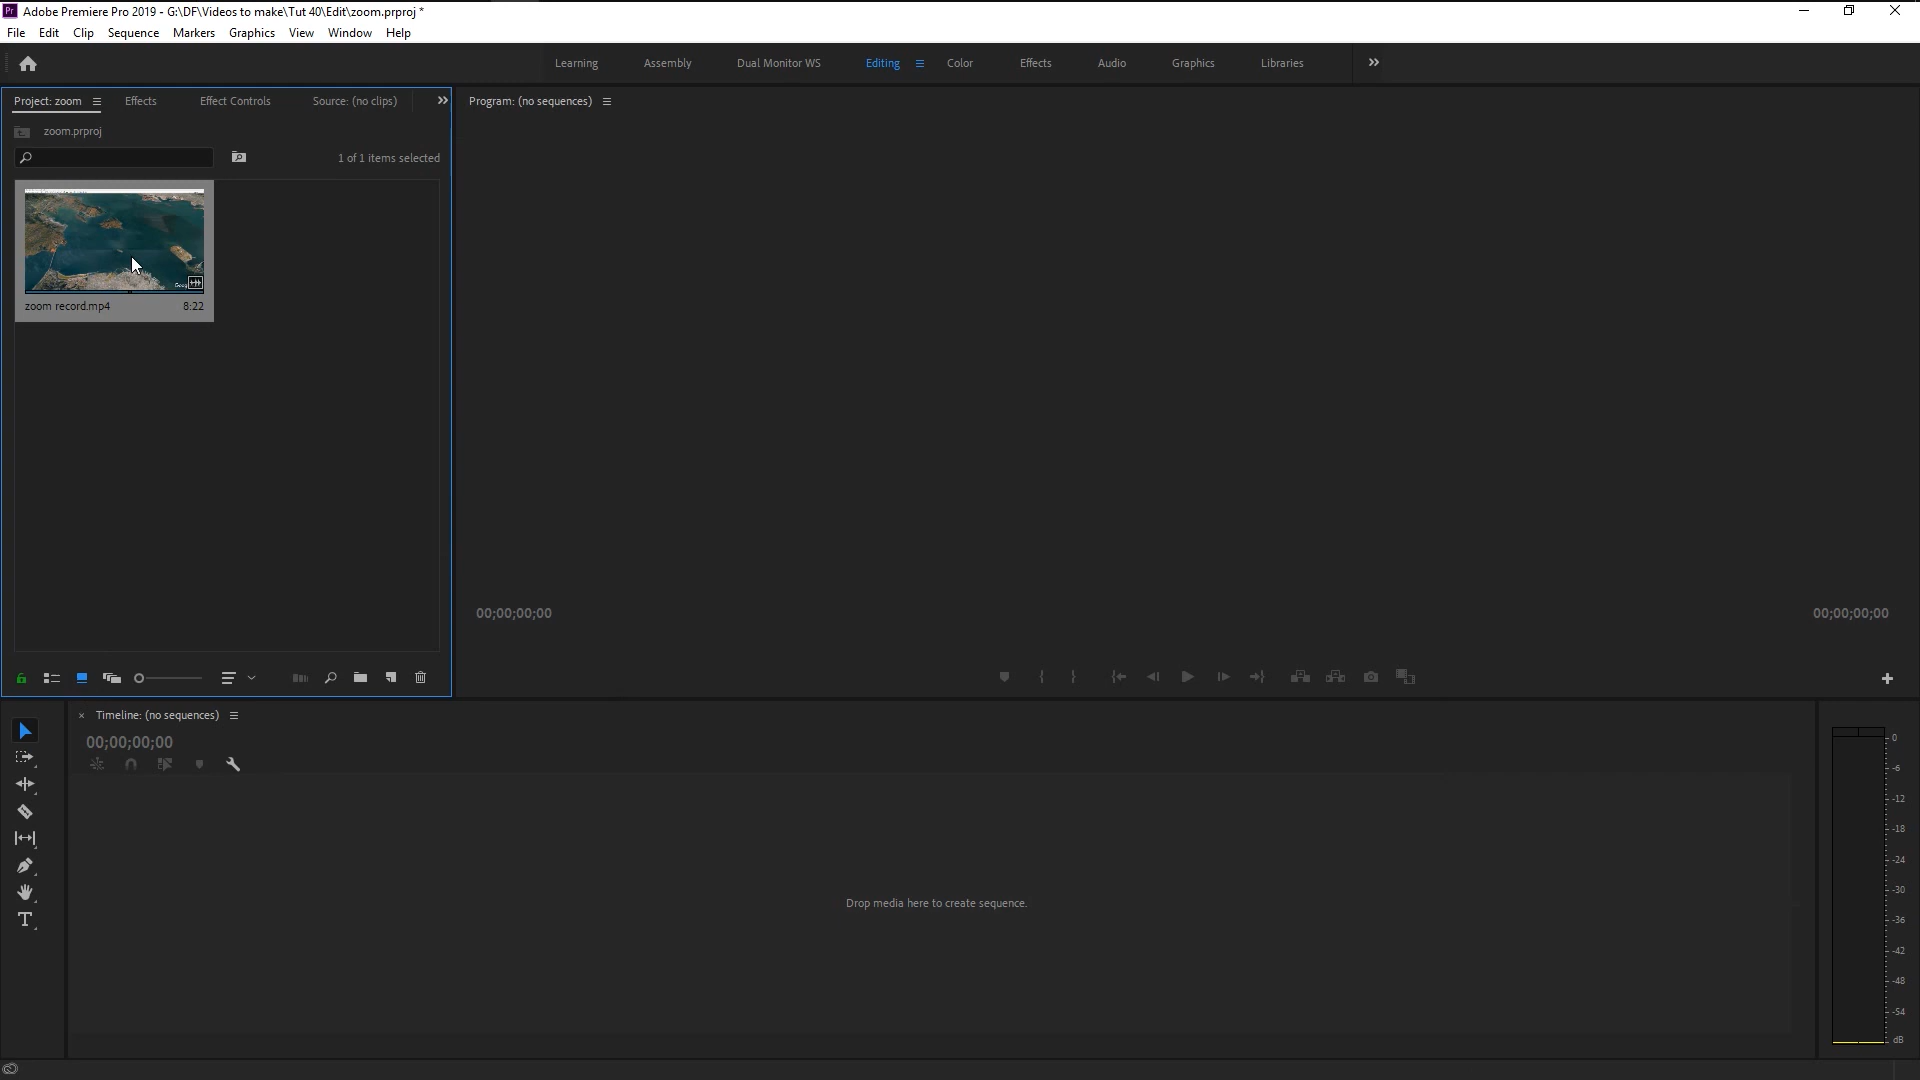 Pr Adobe Premiere Pro 2019 - G:\DF\Videos to make\Tut 40\Edit\zoom.prproj *
File Edit Clip Sequence Markers Graphics View Window Help
Learning Assembly Dual Monitor WS Editing Color Effects Audio Graphics Libraries
Project: zoom Effects Effect Controls Source: (no clips) Program: (no sequences)
zoom.prproj
1 of 1 items selected
zoom record.mp4 8:22
00;00;00;00 00;00;00;00
Timeline: (no sequences)
00;00;00;00
Drop media here to create sequence.
0
-6
-12
-18
-24
-30
-36
-42
-48
-54
dB